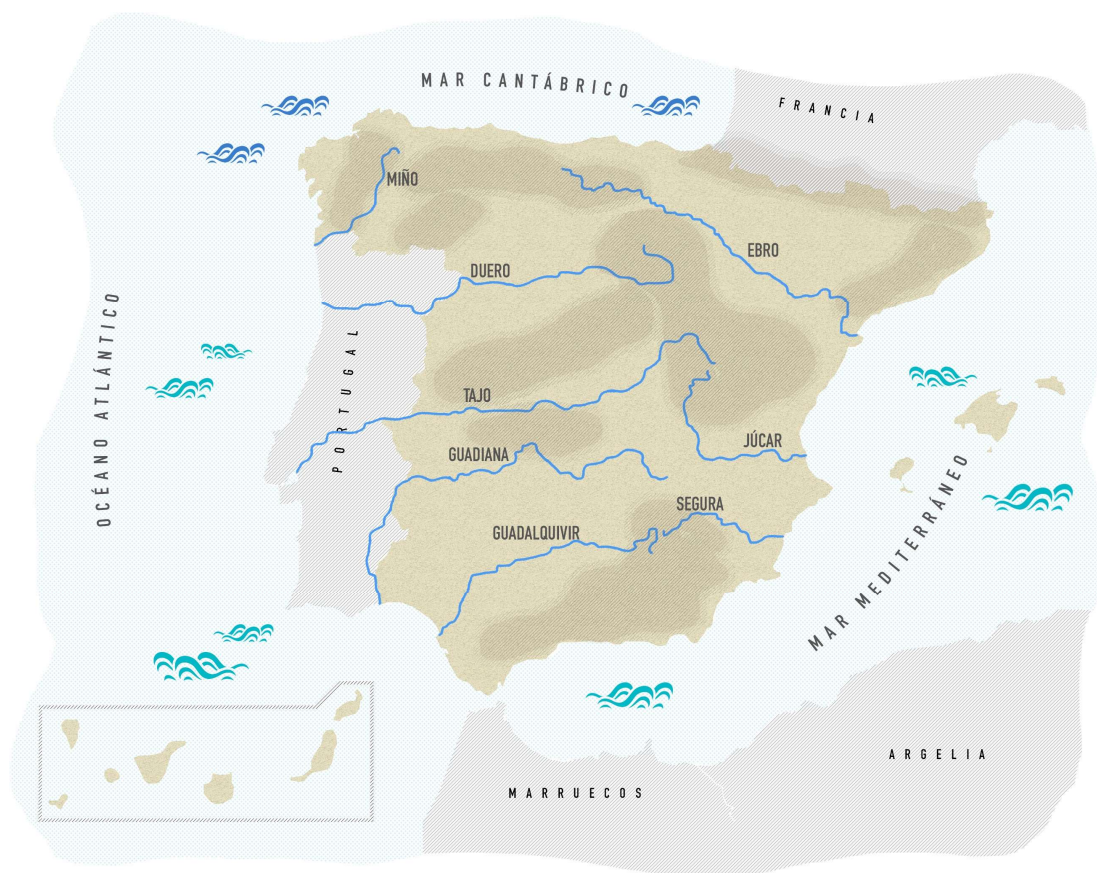 MAR CANTÁBRICO
FRANCIA
MIÑO
EBRO
DUERO
OCÉANO ATLÁNTICO
PORTUGAL
TAJO
JÚCAR
GUADIANA
SEGURA
GUADALQUIVIR
MAR MEDITERRÁNEO
ARGELIA
MARRUECOS